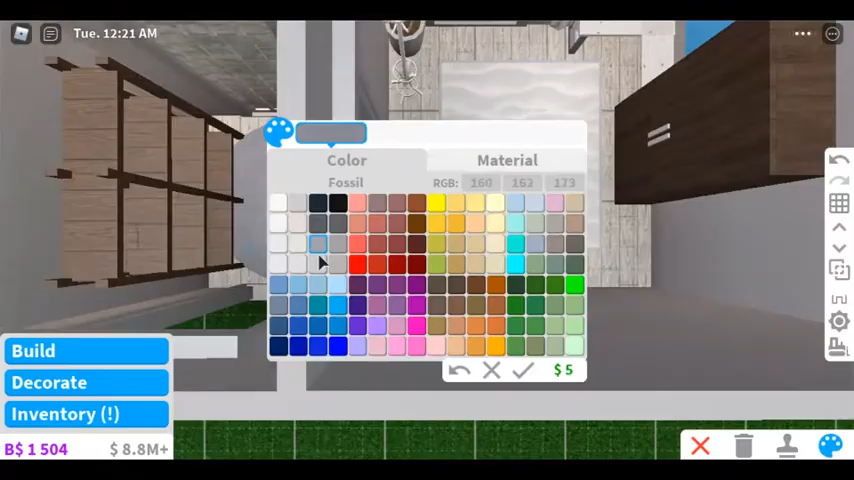 Tue. 12:21 AM
Color
Material
Fossil
RGB: 160 162 173
Build
Decorate
Inventory (!)
B$ 1 504
$ 8.8M+
$ 5